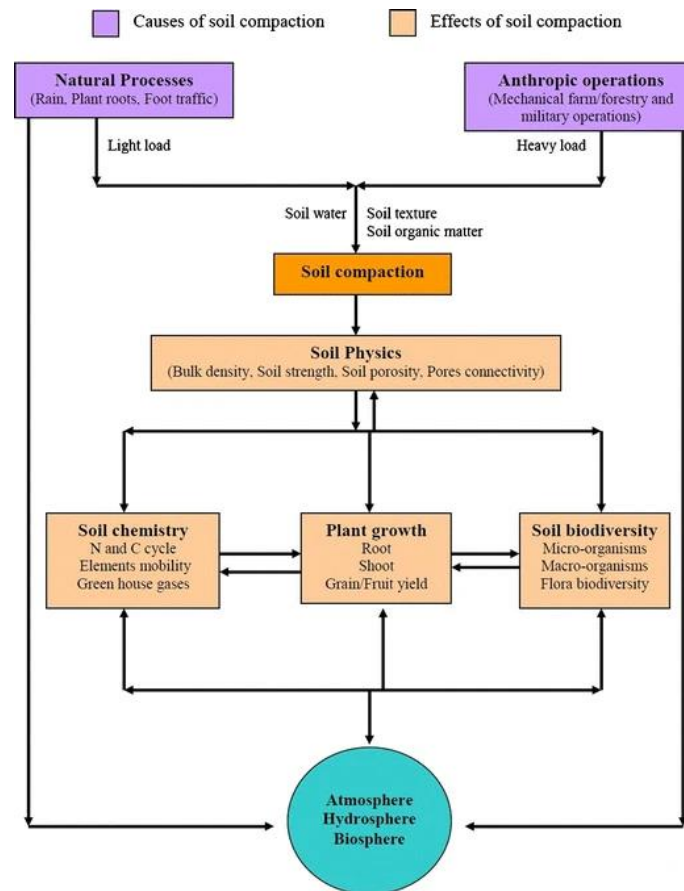 Causes of soil compaction
Effects of soil compaction
Natural Processes
(Rain, Plant roots, Foot traffic)
Anthropic operations
(Mechanical farm/forestry and
military operations)
Light load
Heavy load
Soil water
Soil texture
Soil organic matter
Soil compaction
Soil Physics
(Bulk density, Soil strength, Soil porosity, Pores connectivity)
Soil chemistry
N and C cycle
Elements mobility
Green house gases
Plant growth
Root
Shoot
Grain/Fruit yield
Soil biodiversity
Micro-organisms
Macro-organisms
Flora biodiversity
Atmosphere
Hydrosphere
Biosphere